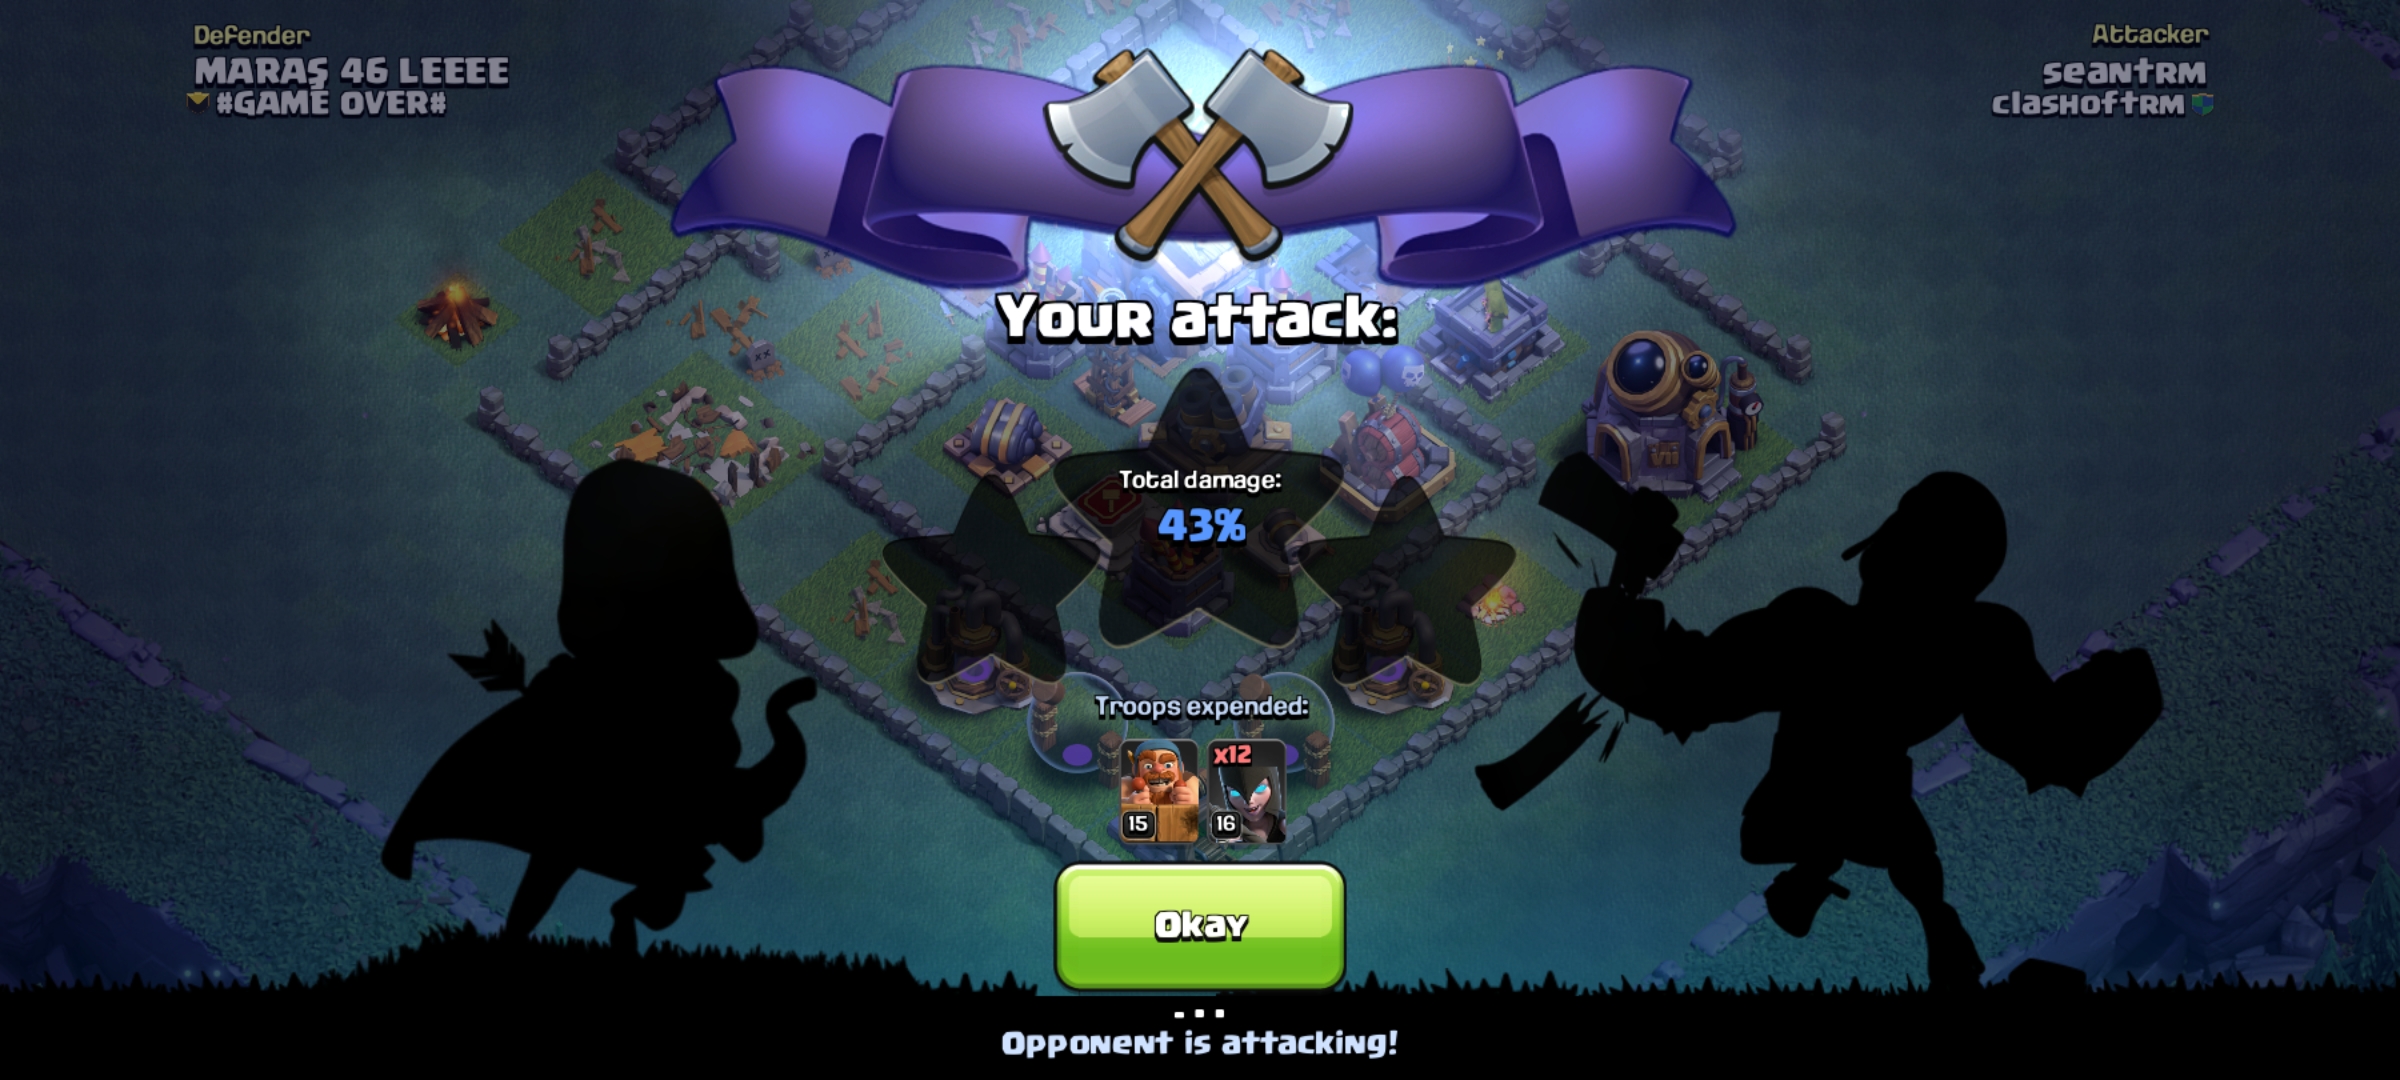 Defender
MARAŞ 46 LEEEE
#GAME OVER#
Attacker
seantRM
clashoftRM
Your attack:
Total damage:
43%
Troops expended:
x12
15
16
Okay
...
Opponent is attacking!